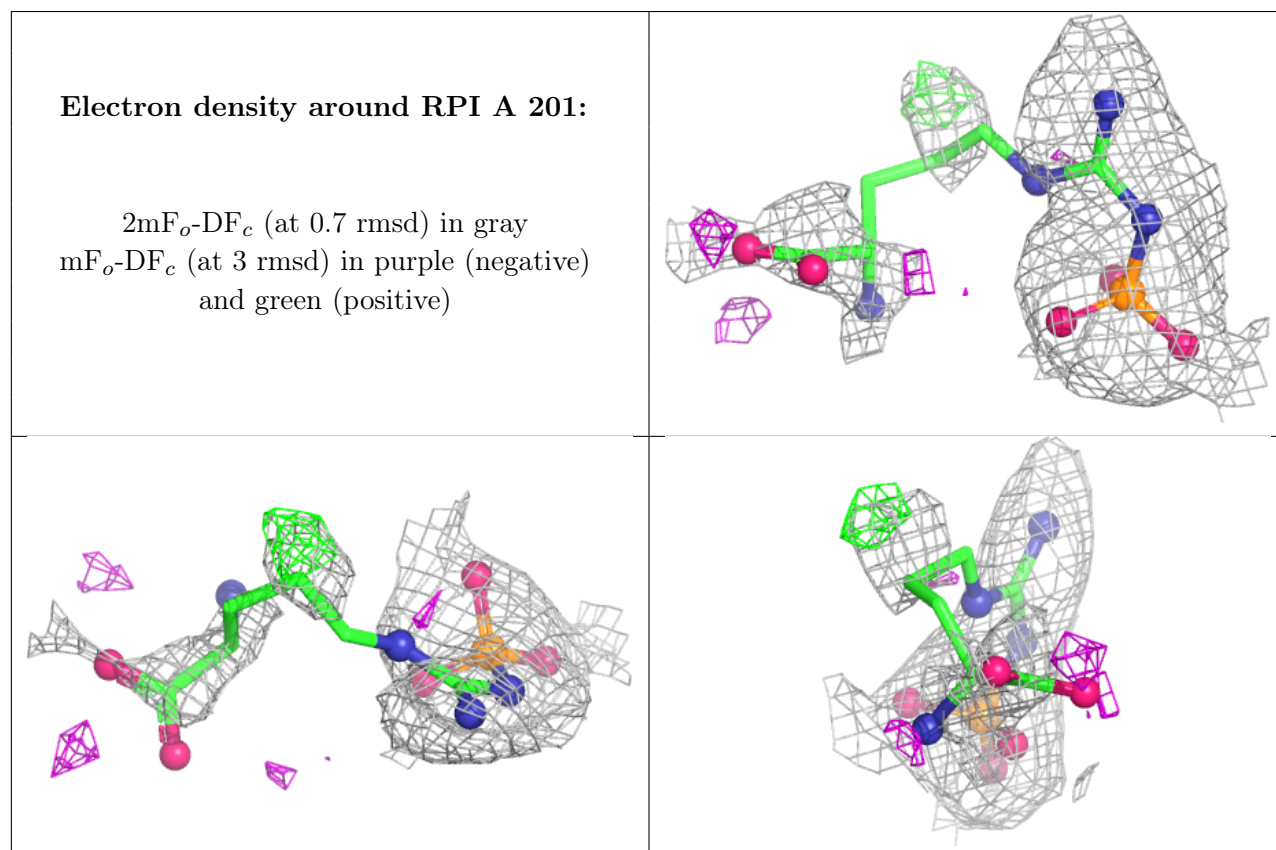 Electron density around RPI A 201:
2mFo-DFc (at 0.7 rmsd) in gray
mFo-DFc (at 3 rmsd) in purple (negative)
and green (positive)